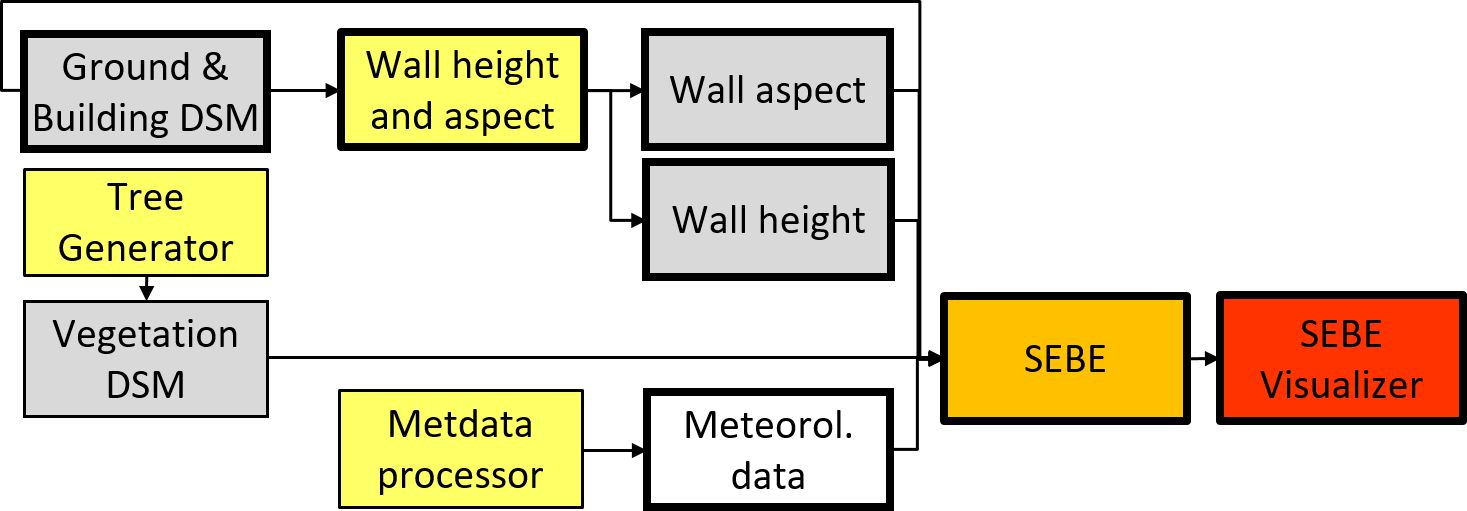 Ground &
Building DSM
Wall height
and aspect
Wall aspect
Tree
Generator
Wall height
Vegetation
DSM
SEBE
SEBE
Visualizer
Metdata
processor
Meteorol.
data